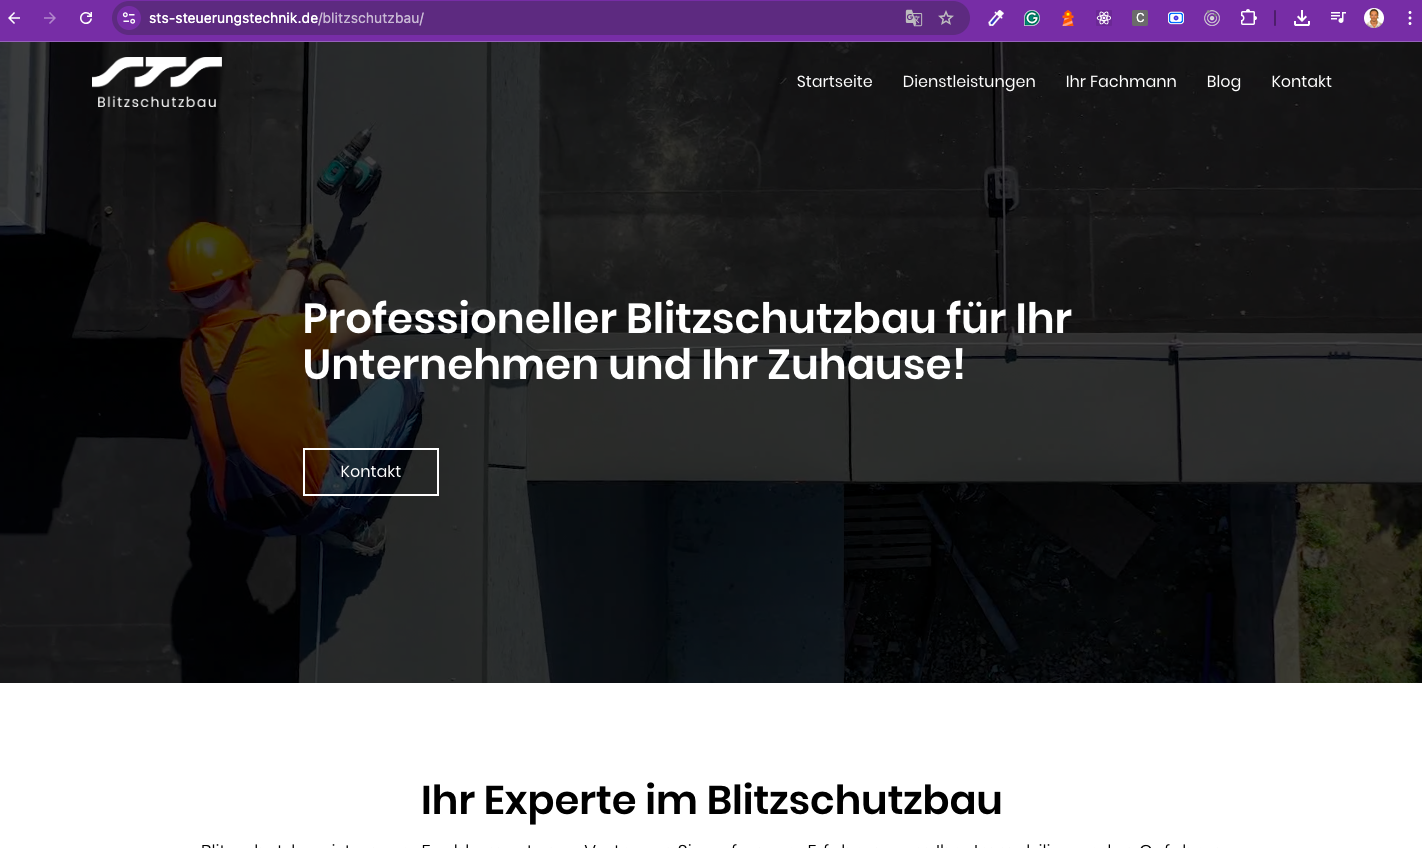 sts-steuerungstechnik.de/blitzschutzbau/
STS
Blitzschutzbau
Startseite Dienstleistungen Ihr Fachmann Blog Kontakt
Professioneller Blitzschutzbau für Ihr
Unternehmen und Ihr Zuhause!
Kontakt
Ihr Experte im Blitzschutzbau